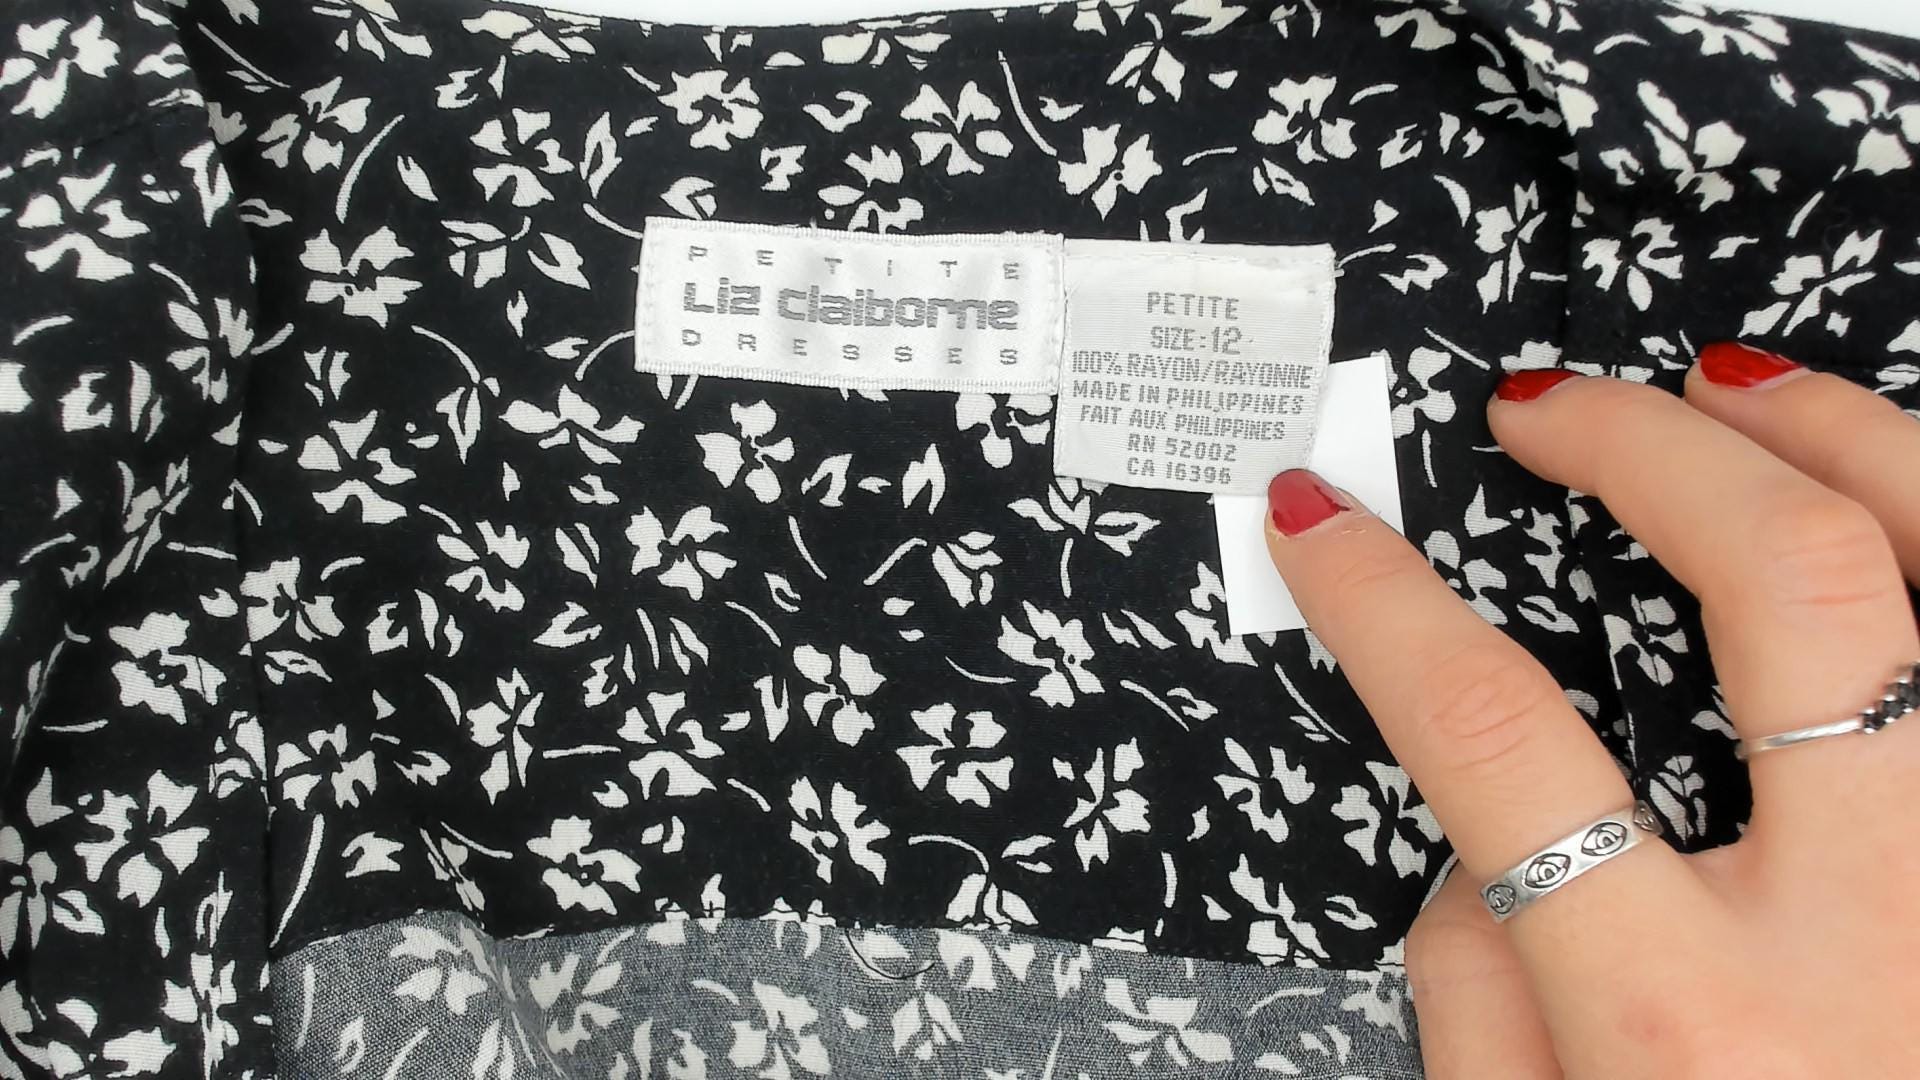 PETITE
Liz claiborne
DRESSES
PETITE
SIZE: 12
100% RAYON/RAYONNE
MADE IN PHILIPPINES
FAIT AUX PHILIPPINES
RN 52002
CA 16396